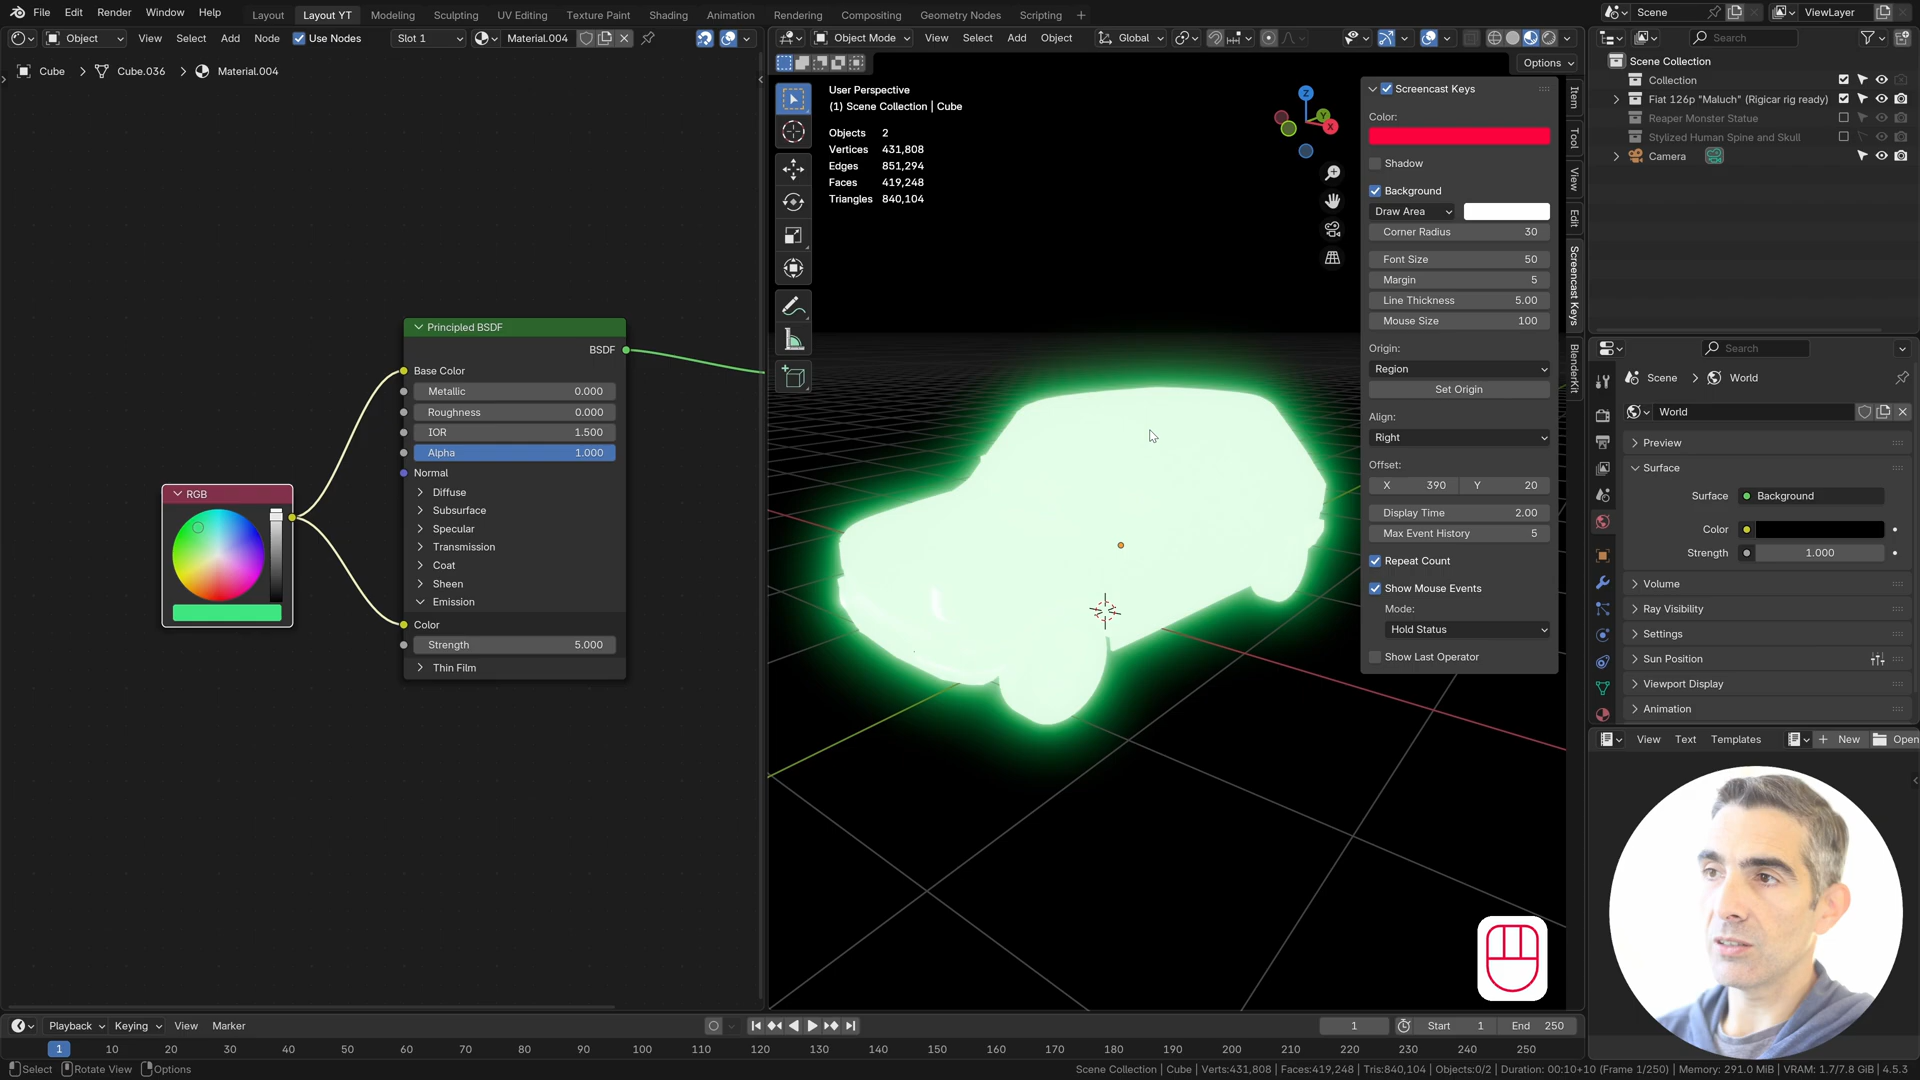 File Edit Render Window Help Layout Layout YT Modeling Sculpting UV Editing Texture Paint Shading Animation Rendering Compositing Geometry Nodes Scripting + Scene ViewLayer
Object View Select Add Node Use Nodes Slot 1 Material.004 Object Mode View Select Add Object Global Search
Cube > Cube.036 > Material.004 Options
User Perspective
(1) Scene Collection | Cube
Objects 2
Vertices 431,808
Edges 851,294
Faces 419,248
Triangles 840,104
Z
Y
X
Screencast Keys
Color:
Shadow
Background
Draw Area
Corner Radius 30
Font Size 50
Margin 5
Line Thickness 5.00
Mouse Size 100
Origin:
Region
Set Origin
Align:
Right
Offset:
X 390 Y 20
Display Time 2.00
Max Event History 5
Repeat Count
Show Mouse Events
Mode:
Hold Status
Show Last Operator
Item
Tool
View
Edit
Screencast Keys
BlenderKit
Scene Collection
Collection
Fiat 126p "Maluch" (Rigicar rig ready)
Reaper Monster Statue
Stylized Human Spine and Skull
Camera
Search
Scene > World
World
Preview
Surface
Surface Background
Color
Strength 1.000
Volume
Ray Visibility
Settings
Sun Position
Viewport Display
Animation
View Text Templates + New Open
Principled BSDF
BSDF
Base Color
Metallic 0.000
Roughness 0.000
IOR 1.500
Alpha 1.000
Normal
Diffuse
Subsurface
Specular
Transmission
Coat
Sheen
Emission
Color
Strength 5.000
Thin Film
RGB
Playback Keying View Marker 1 Start 1 End 250
1 10 20 30 40 50 60 70 80 90 100 110 120 130 140 150 160 170 180 190 200 210 220 230 240 250
Select Rotate View Options Scene Collection | Cube | Verts:431,808 | Faces:419,248 | Tris:840,104 | Objects:0/2 | Duration: 00:10+10 (Frame 1/250) | Memory: 291.0 MiB | VRAM: 1.7/7.8 GiB | 4.5.3